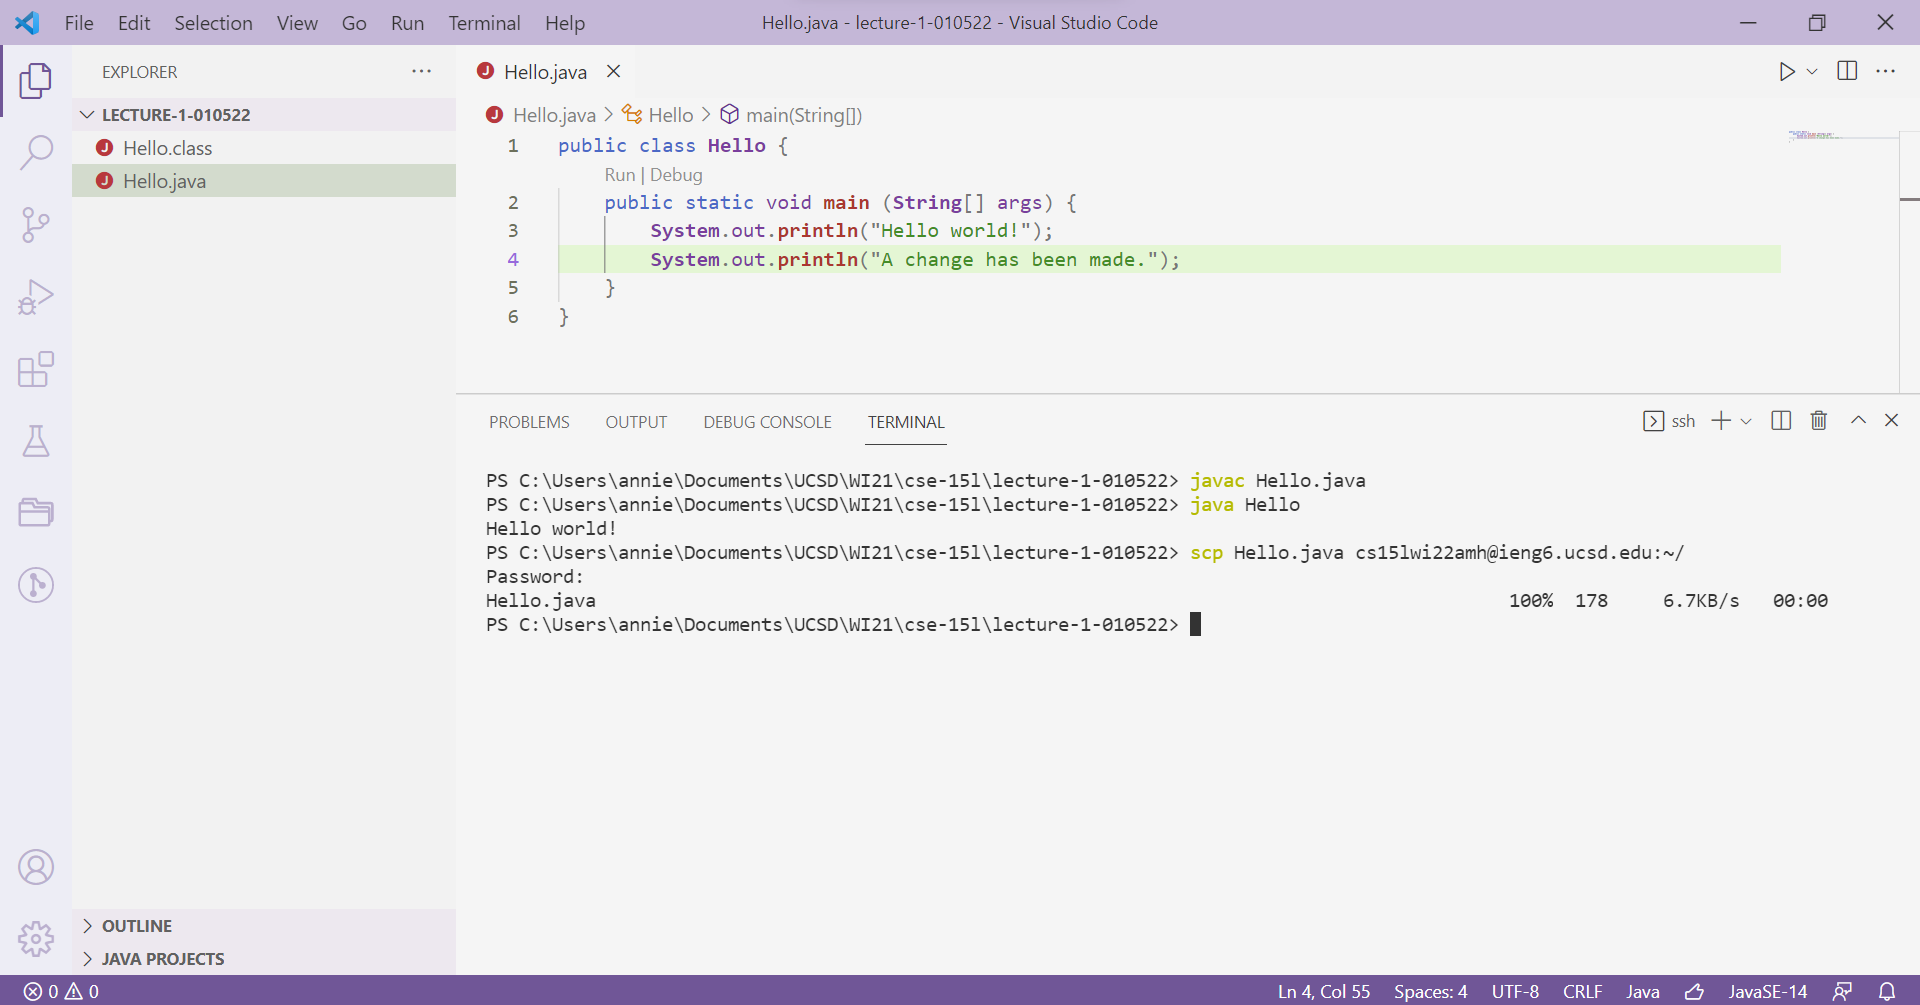 File Edit Selection View Go Run Terminal Help
Hello.java - lecture-1-010522 - Visual Studio Code
EXPLORER
LECTURE-1-010522
Hello.class
Hello.java
OUTLINE
JAVA PROJECTS
Hello.java
Hello.java > Hello > main(String[])
1 public class Hello {
Run | Debug
2 public static void main (String[] args) {
3 System.out.println("Hello world!");
4 System.out.println("A change has been made.");
5 }
6 }
PROBLEMS OUTPUT DEBUG CONSOLE TERMINAL
ssh
PS C:\Users\annie\Documents\UCSD\WI21\cse-15l\lecture-1-010522> javac Hello.java
PS C:\Users\annie\Documents\UCSD\WI21\cse-15l\lecture-1-010522> java Hello
Hello world!
PS C:\Users\annie\Documents\UCSD\WI21\cse-15l\lecture-1-010522> scp Hello.java cs15lwi22amh@ieng6.ucsd.edu:~/
Password:
Hello.java 100% 178 6.7KB/s 00:00
PS C:\Users\annie\Documents\UCSD\WI21\cse-15l\lecture-1-010522>
0 0
Ln 4, Col 55 Spaces: 4 UTF-8 CRLF Java JavaSE-14